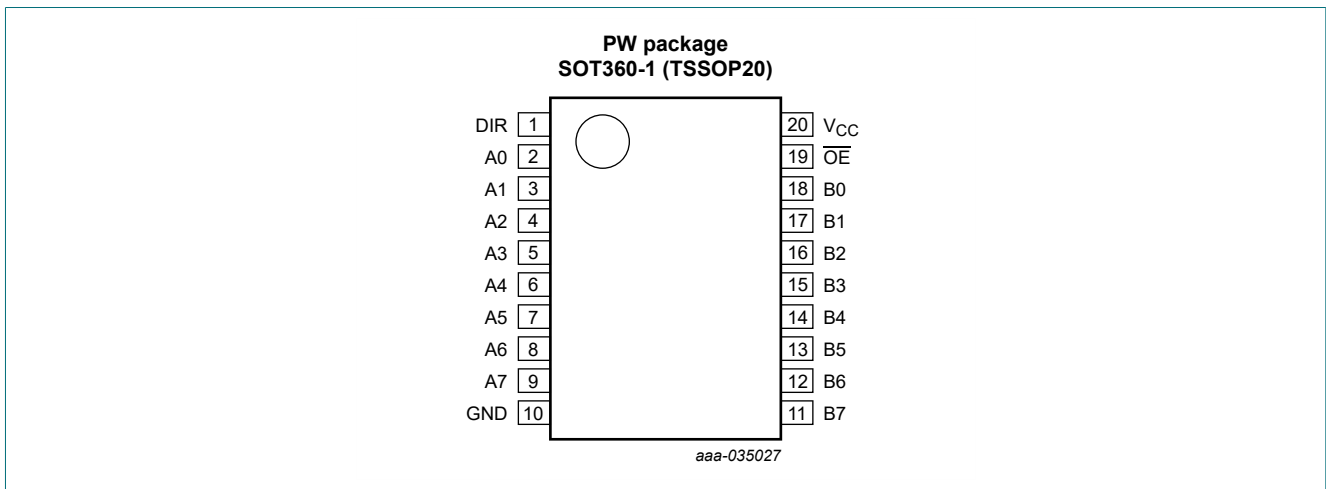 PW package
SOT360-1 (TSSOP20)
DIR 1 20 VCC
A0 2 19 OE
A1 3 18 B0
A2 4 17 B1
A3 5 16 B2
A4 6 15 B3
A5 7 14 B4
A6 8 13 B5
A7 9 12 B6
GND 10 11 B7
aaa-035027